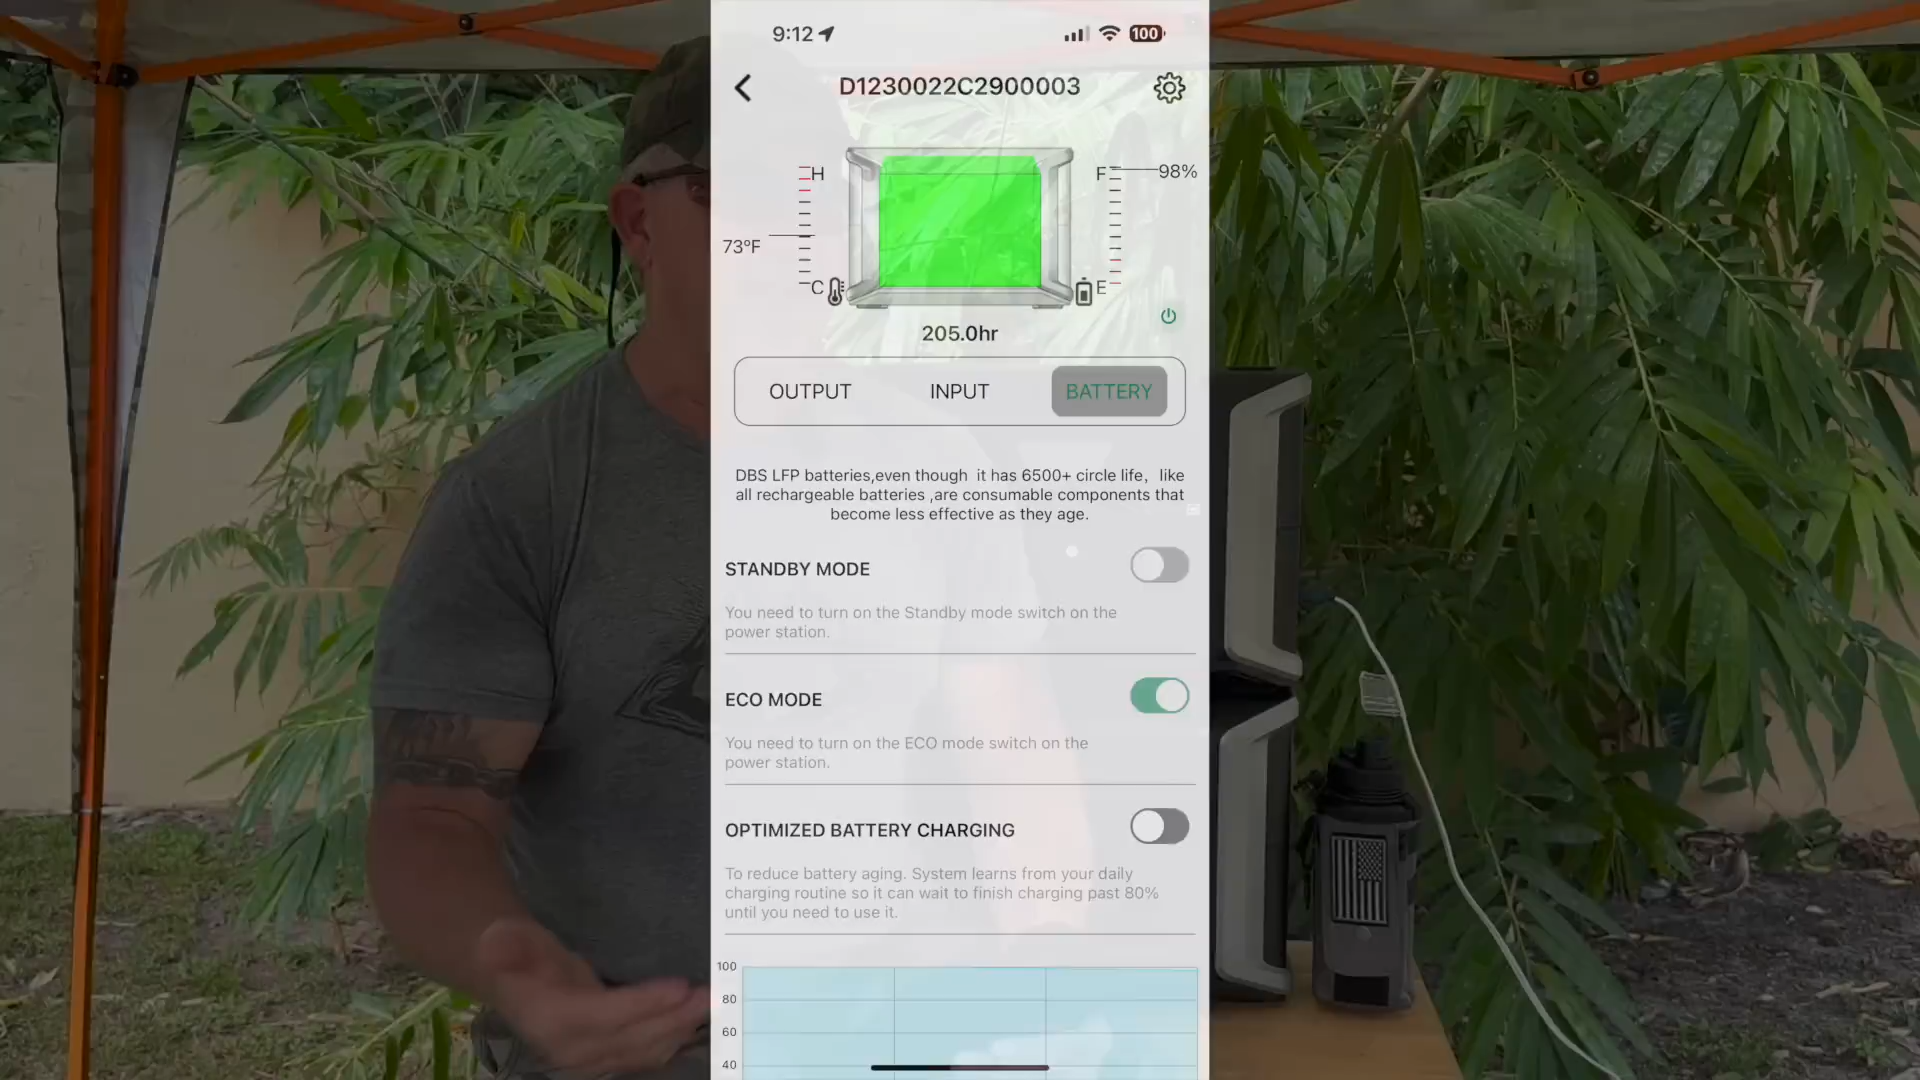 9:12
100
D1230022C2900003
H
F
98%
73°F
C
E
205.0hr
OUTPUT
INPUT
BATTERY
DBS LFP batteries,even though it has 6500+ circle life, like
all rechargeable batteries ,are consumable components that
become less effective as they age.
STANDBY MODE
You need to turn on the Standby mode switch on the
power station.
ECO MODE
You need to turn on the ECO mode switch on the
power station.
OPTIMIZED BATTERY CHARGING
To reduce battery aging. System learns from your daily
charging routine so it can wait to finish charging past 80%
until you need to use it.
100
80
60
40